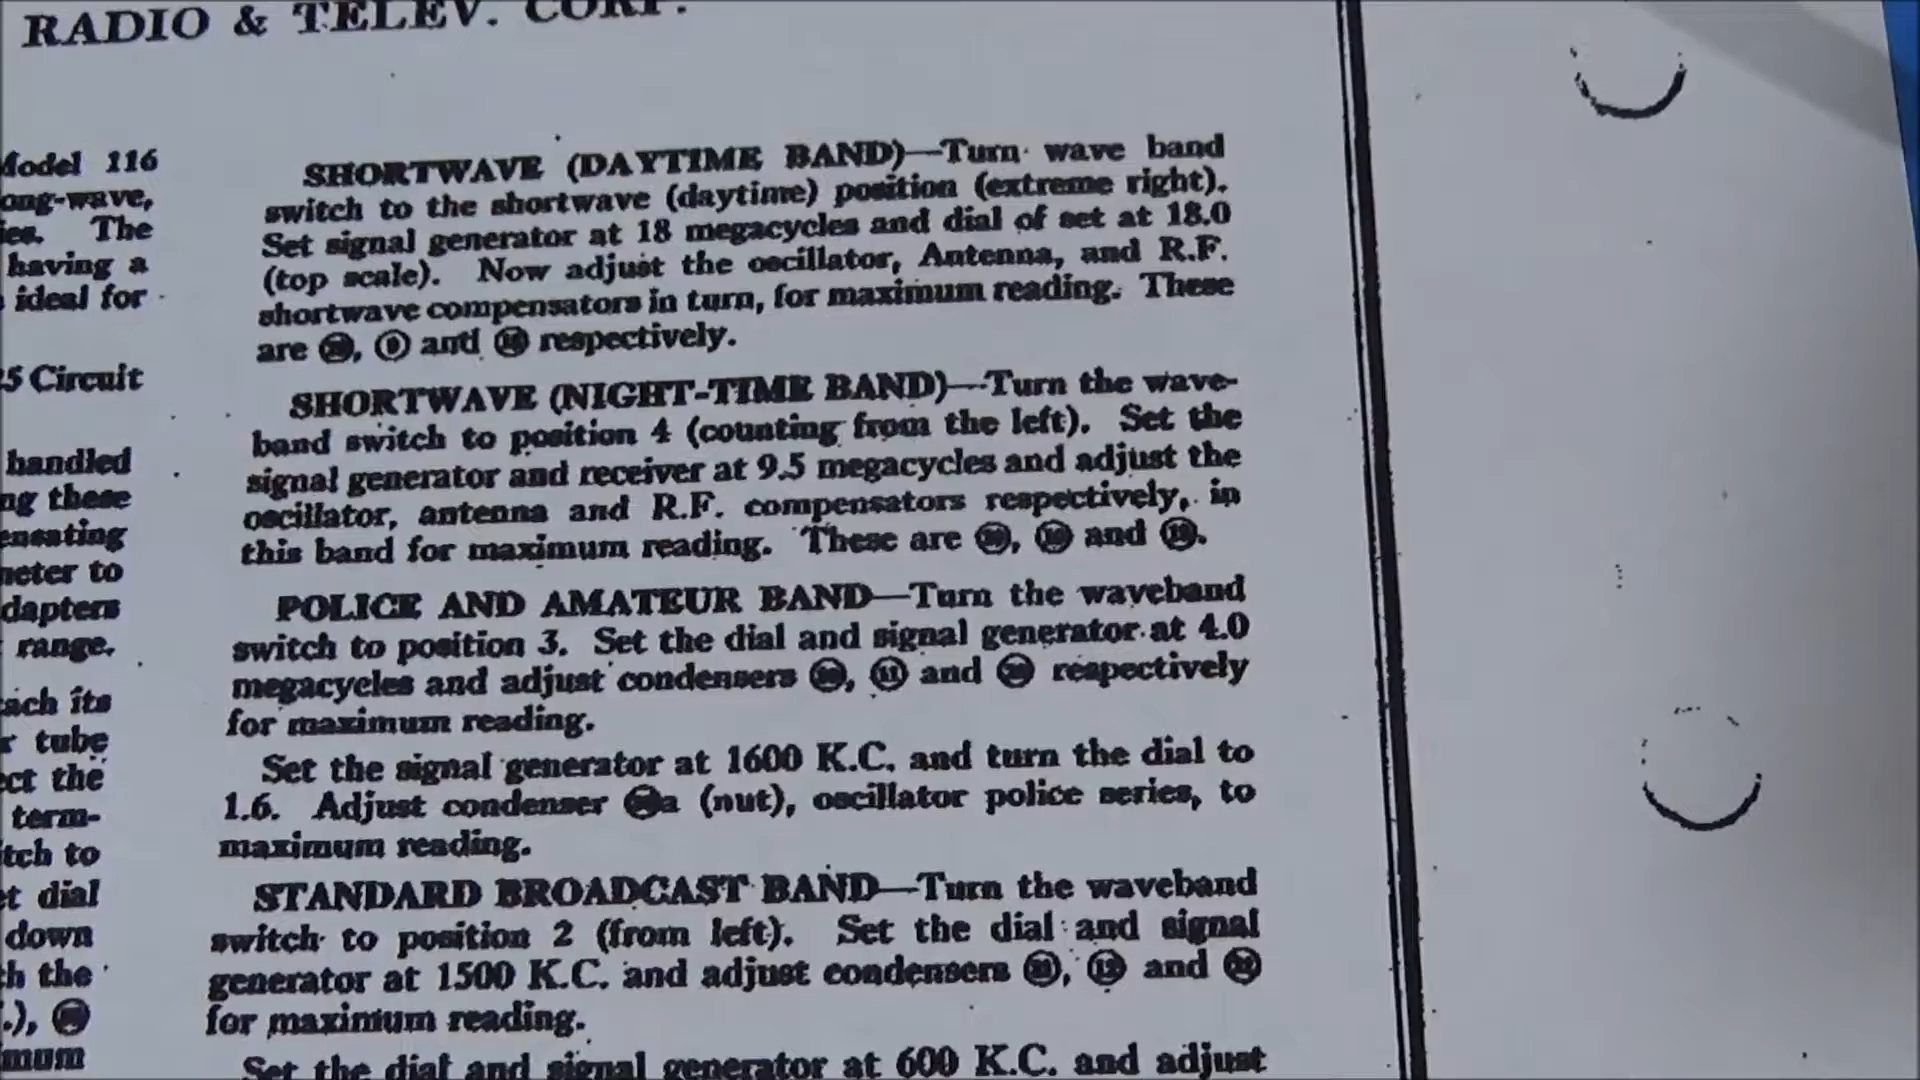 RADIO & TELEV. CORP.
Model 116
ong-wave,
ies. The
having a
ideal for
5 Circuit
handled
ng these
ensating
meter to
dapters
range.
ach its
r tube
ect the
term-
tch to
et dial
down
h the
.),
mum
SHORTWAVE (DAYTIME BAND)—Turn wave band
switch to the shortwave (daytime) position (extreme right).
Set signal generator at 18 megacycles and dial of set at 18.0
(top scale). Now adjust the oscillator, Antenna, and R.F.
shortwave compensators in turn, for maximum reading. These
are , ⑨ and respectively.
SHORTWAVE (NIGHT-TIME BAND)—Turn the wave-
band switch to position 4 (counting from the left). Set the
signal generator and receiver at 9.5 megacycles and adjust the
oscillator, antenna and R.F. compensators respectively, in
this band for maximum reading. These are , and .
POLICE AND AMATEUR BAND—Turn the waveband
switch to position 3. Set the dial and signal generator at 4.0
megacycles and adjust condensers , ⑪ and respectively
for maximum reading.
Set the signal generator at 1600 K.C. and turn the dial to
1.6. Adjust condenser a (nut), oscillator police series, to
maximum reading.
STANDARD BROADCAST BAND—Turn the waveband
switch to position 2 (from left). Set the dial and signal
generator at 1500 K.C. and adjust condensers , ⑫ and
for maximum reading.
Set the dial and signal generator at 600 K.C. and adjust